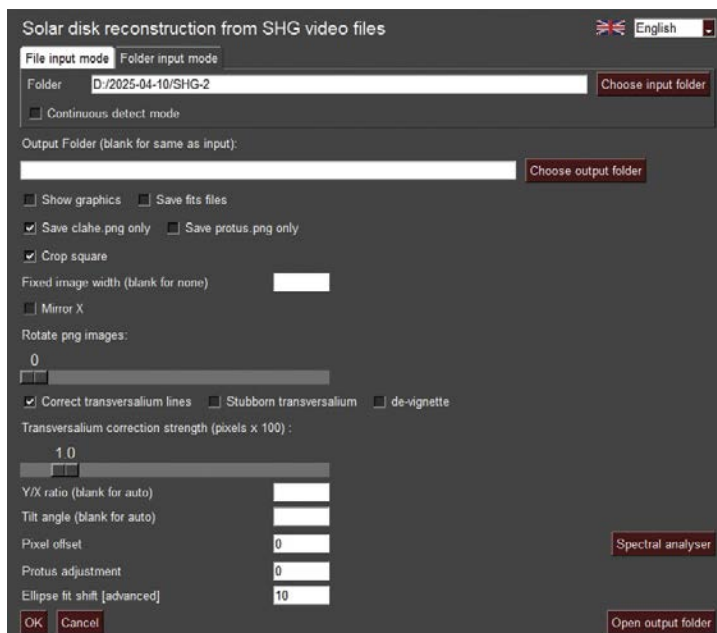 Solar disk reconstruction from SHG video files English
File input mode Folder input mode
Folder D:/2025-04-10/SHG-2 Choose input folder
Continuous detect mode
Output Folder (blank for same as input):
Choose output folder
Show graphics Save fits files
Save clahe.png only Save protus.png only
Crop square
Fixed image width (blank for none)
Mirror X
Rotate png images:
0
Correct transversalium lines Stubborn transversalium de-vignette
Transversalium correction strength (pixels x 100) :
1.0
Y/X ratio (blank for auto)
Tilt angle (blank for auto)
Pixel offset 0 Spectral analyser
Protus adjustment 0
Ellipse fit shift [advanced] 10
OK Cancel Open output folder